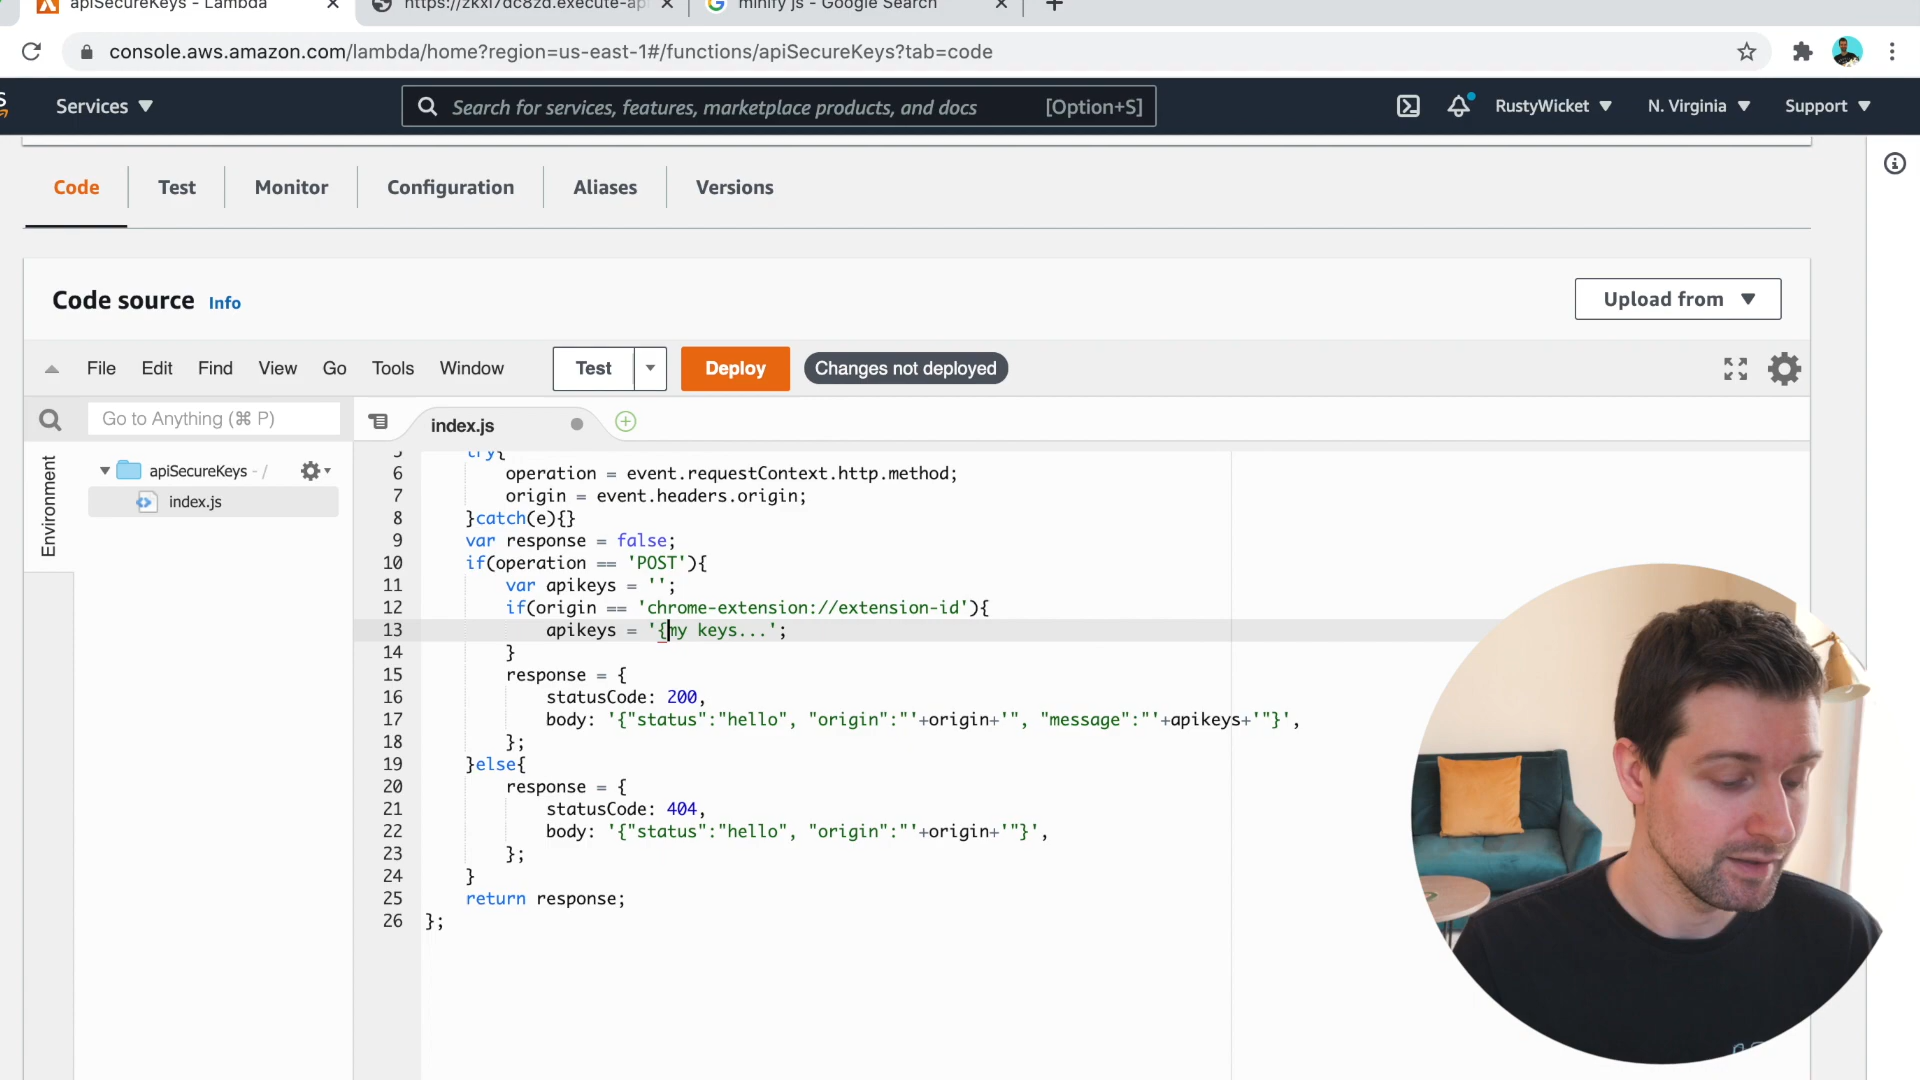 apiSecureKeys - Lambda
https://zkxl7dc8zd.execute-api
minify js - Google Search
console.aws.amazon.com/lambda/home?region=us-east-1#/functions/apiSecureKeys?tab=code
Services ▼
Search for services, features, marketplace products, and docs [Option+S]
RustyWicket ▼ N. Virginia ▼ Support ▼
Code Test Monitor Configuration Aliases Versions
Code source Info
Upload from ▼
File Edit Find View Go Tools Window Test Deploy Changes not deployed
Go to Anything (⌘ P)
index.js
Environment
apiSecureKeys - /
index.js
5 try{
6 operation = event.requestContext.http.method;
7 origin = event.headers.origin;
8 }catch(e){}
9 var response = false;
10 if(operation == 'POST'){
11 var apikeys = '';
12 if(origin == 'chrome-extension://extension-id'){
13 apikeys = '{my keys...';
14 }
15 response = {
16 statusCode: 200,
17 body: '{"status":"hello", "origin":"'+origin+'", "message":"'+apikeys+'"}',
18 };
19 }else{
20 response = {
21 statusCode: 404,
22 body: '{"status":"hello", "origin":"'+origin+'"}',
23 };
24 }
25 return response;
26 };